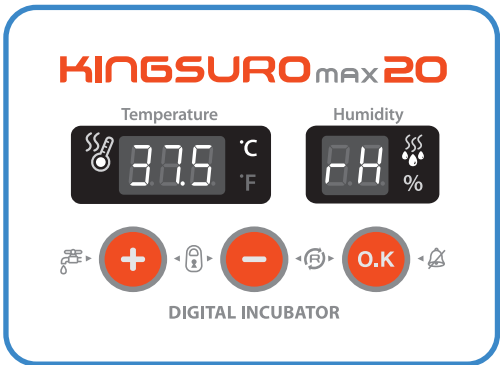 KINGSURO MAX 20
Temperature Humidity
37.5 °C rH
°F %
+ - R O.K
DIGITAL INCUBATOR